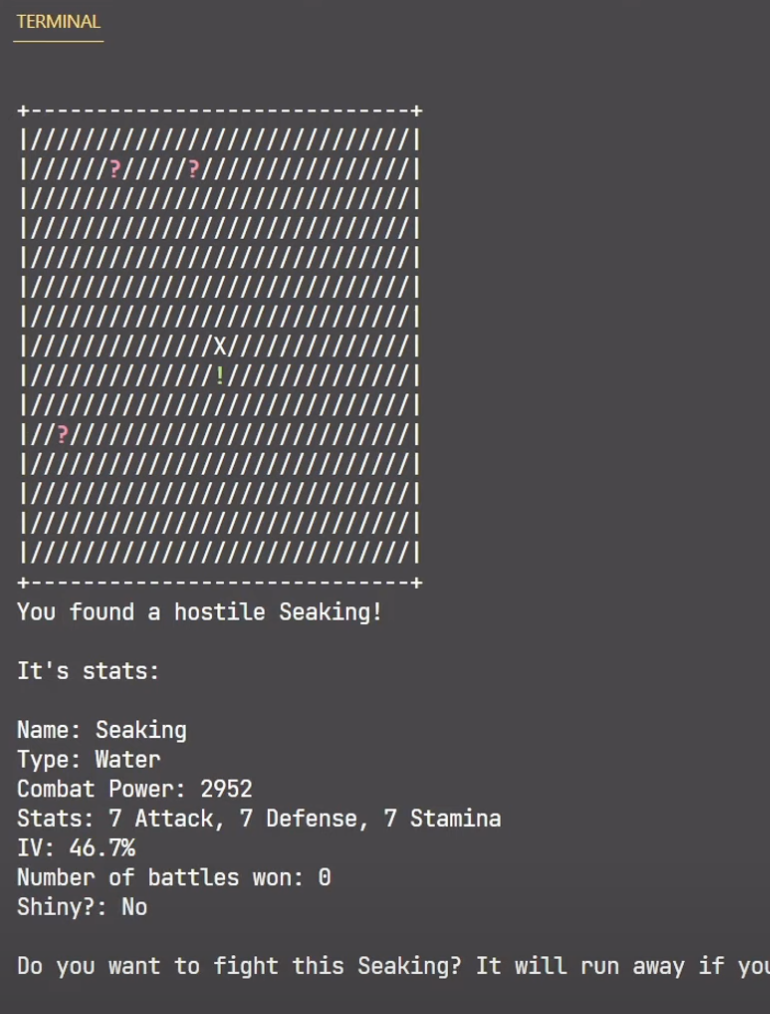 TERMINAL
+-----------------------------+
|/////////////////////////////|
|//////?/////?////////////////|
|/////////////////////////////|
|/////////////////////////////|
|/////////////////////////////|
|/////////////////////////////|
|/////////////////////////////|
|//////////////X//////////////|
|//////////////!//////////////|
|/////////////////////////////|
|//?//////////////////////////|
|/////////////////////////////|
|/////////////////////////////|
|/////////////////////////////|
|/////////////////////////////|
+-----------------------------+
You found a hostile Seaking!
It's stats:
Name: Seaking
Type: Water
Combat Power: 2952
Stats: 7 Attack, 7 Defense, 7 Stamina
IV: 46.7%
Number of battles won: 0
Shiny?: No
Do you want to fight this Seaking? It will run away if you